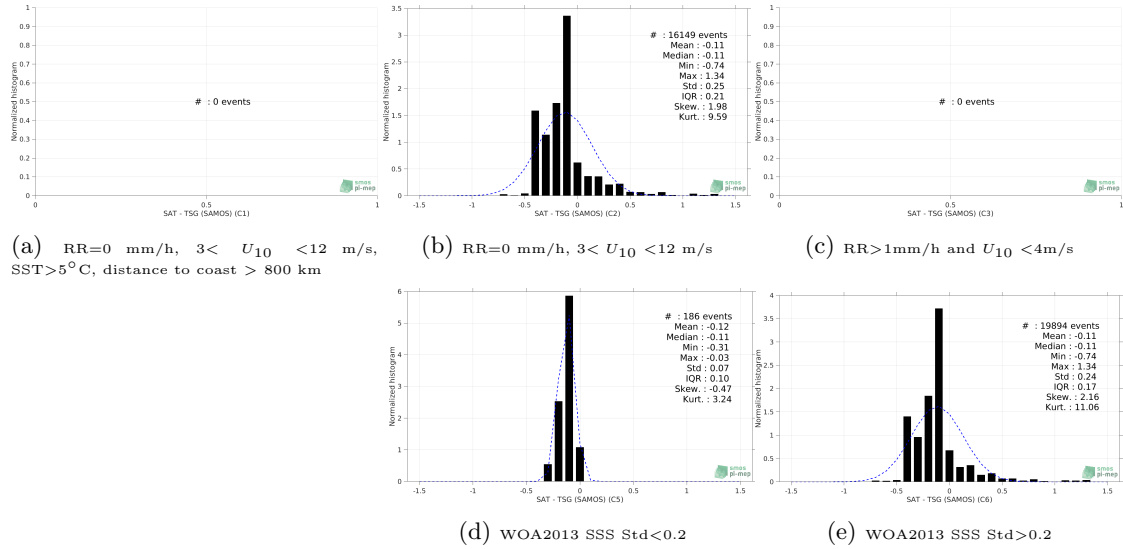 1
0.9
0.8
0.7
0.6
0.5
0.4
0.3
0.2
0.1
0
Normalized histogram
# : 0 events
smos
pi-mep
0 0.5 1
SAT - TSG (SAMOS) (C1)
3.5
3
2.5
2
1.5
1
0.5
0
Normalized histogram
# : 16149 events
Mean : -0.11
Median : -0.11
Min : -0.74
Max : 1.34
Std : 0.25
IQR : 0.21
Skew. : 1.98
Kurt. : 9.59
smos
pi-mep
-1.5 -1 -0.5 0 0.5 1 1.5
SAT - TSG (SAMOS) (C2)
1
0.9
0.8
0.7
0.6
0.5
0.4
0.3
0.2
0.1
0
Normalized histogram
# : 0 events
smos
pi-mep
0 0.5 1
SAT - TSG (SAMOS) (C3)
(a) RR=0 mm/h, 3< U10 <12 m/s,
SST>5°C, distance to coast > 800 km
(b) RR=0 mm/h, 3< U10 <12 m/s
(c) RR>1mm/h and U10 <4m/s
6
5
4
3
2
1
0
Normalized histogram
# : 186 events
Mean : -0.12
Median : -0.11
Min : -0.31
Max : -0.03
Std : 0.07
IQR : 0.10
Skew. : -0.47
Kurt. : 3.24
smos
pi-mep
-1.5 -1 -0.5 0 0.5 1 1.5
SAT - TSG (SAMOS) (C5)
4
3.5
3
2.5
2
1.5
1
0.5
0
Normalized histogram
# : 19894 events
Mean : -0.11
Median : -0.11
Min : -0.74
Max : 1.34
Std : 0.24
IQR : 0.17
Skew. : 2.16
Kurt. : 11.06
smos
pi-mep
-1.5 -1 -0.5 0 0.5 1 1.5
SAT - TSG (SAMOS) (C6)
(d) WOA2013 SSS Std<0.2
(e) WOA2013 SSS Std>0.2